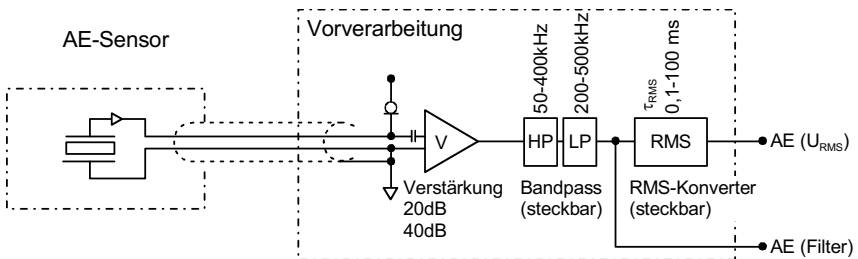 AE-Sensor
Vorverarbeitung
50-400kHz
200-500kHz
τRMS
0,1-100 ms
V
HP
LP
RMS
AE (URMS)
Verstärkung
20dB
40dB
Bandpass
(steckbar)
RMS-Konverter
(steckbar)
AE (Filter)